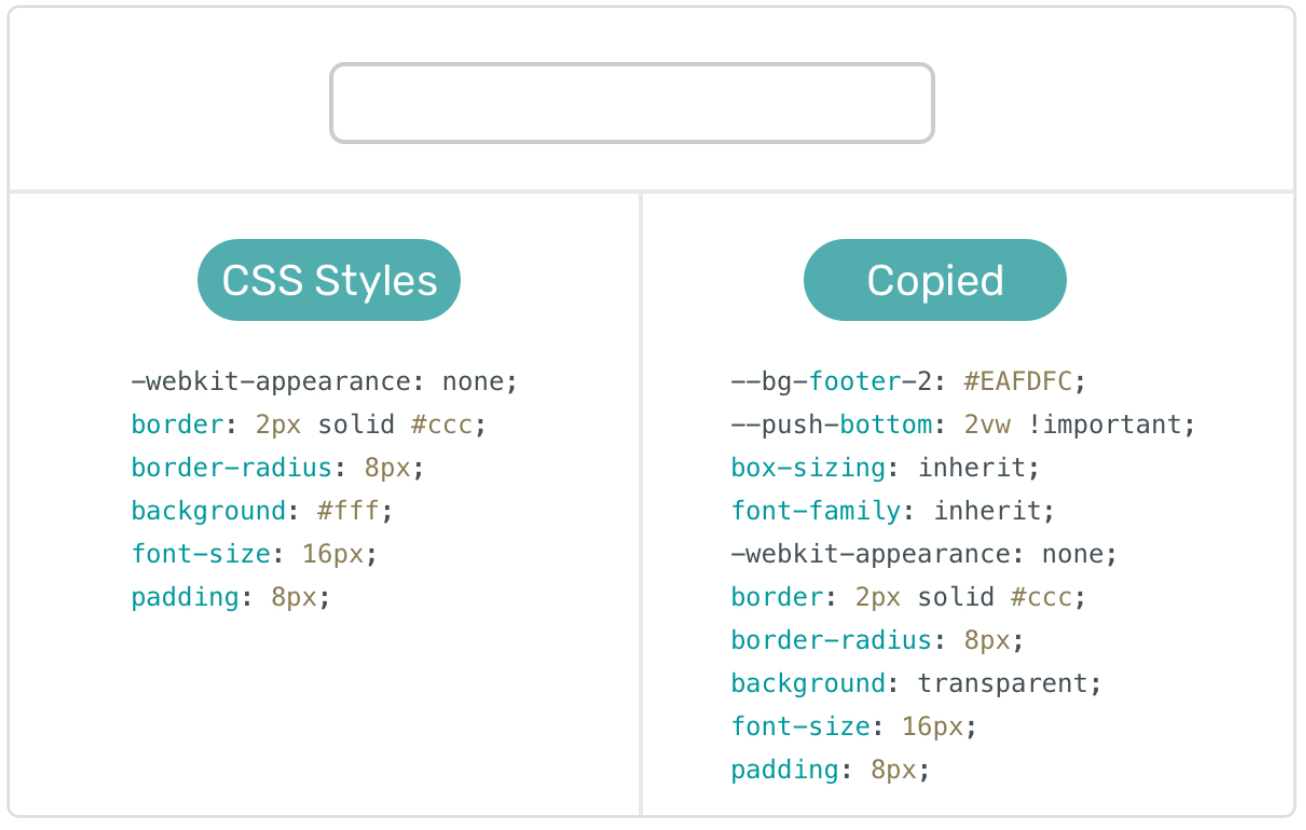 CSS Styles
-webkit-appearance: none;
border: 2px solid #ccc;
border-radius: 8px;
background: #fff;
font-size: 16px;
padding: 8px;
Copied
--bg-footer-2: #EAFDFC;
--push-bottom: 2vw !important;
box-sizing: inherit;
font-family: inherit;
-webkit-appearance: none;
border: 2px solid #ccc;
border-radius: 8px;
background: transparent;
font-size: 16px;
padding: 8px;